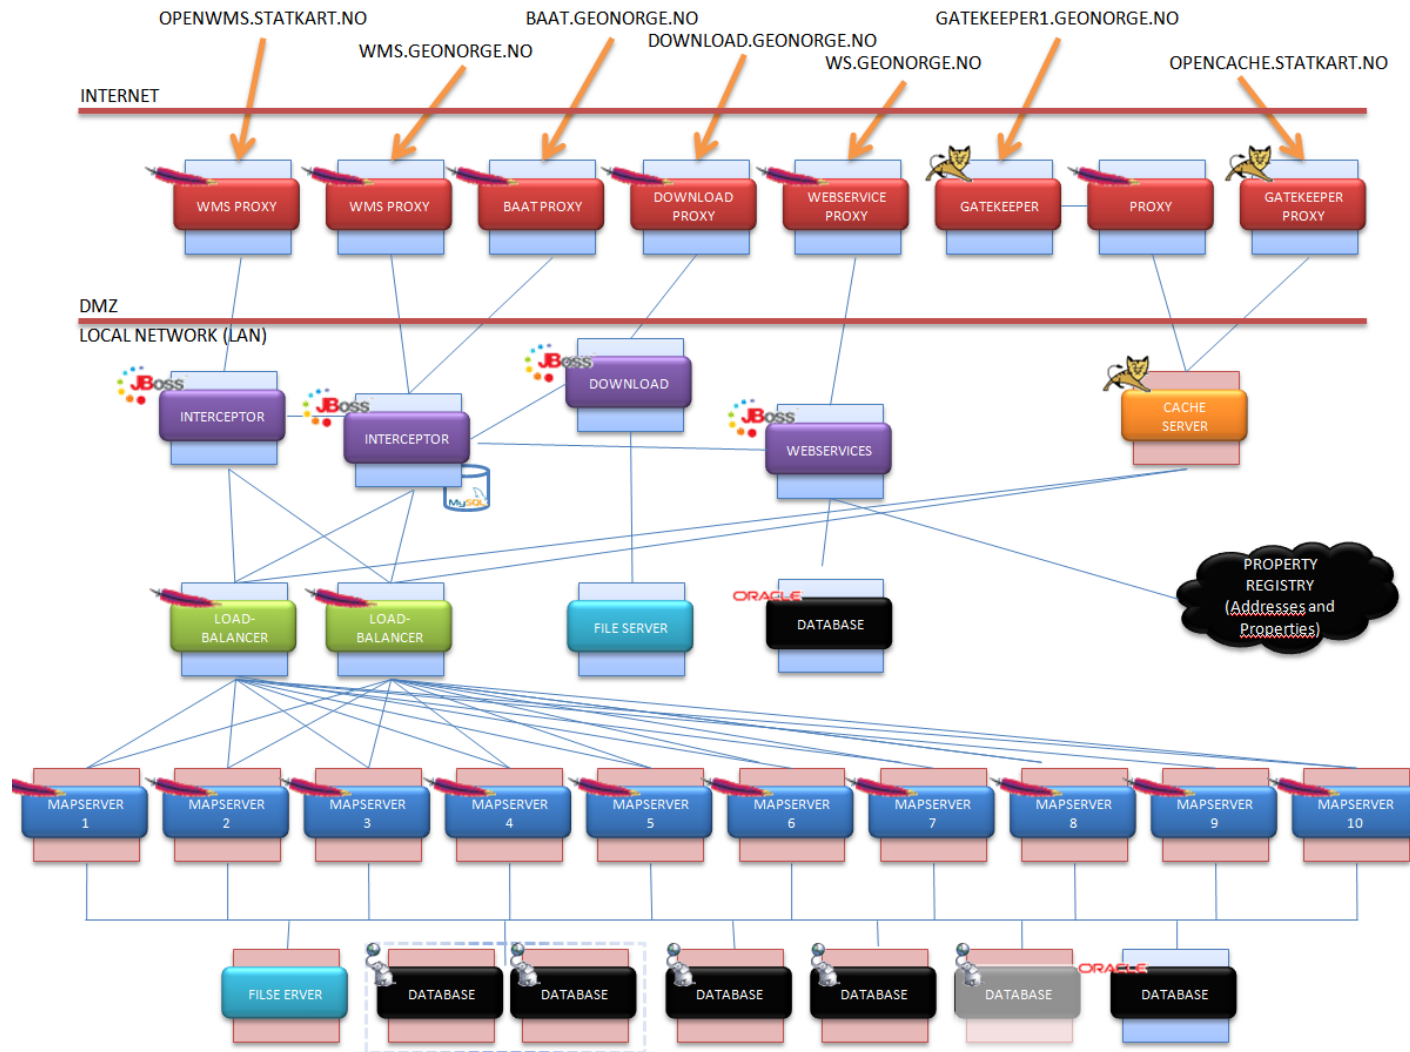 OPENWMS.STATKART.NO
BAAT.GEONORGE.NO
GATEKEEPER1.GEONORGE.NO
WMS.GEONORGE.NO
DOWNLOAD.GEONORGE.NO
WS.GEONORGE.NO
OPENCACHE.STATKART.NO
INTERNET
WMS PROXY
WMS PROXY
BAAT PROXY
DOWNLOAD
PROXY
WEBSERVICE
PROXY
GATEKEEPER
PROXY
GATEKEEPER
PROXY
DMZ
LOCAL NETWORK (LAN)
JBoss
INTERCEPTOR
JBoss
INTERCEPTOR
MySQL
JBoss
DOWNLOAD
JBoss
WEBSERVICES
CACHE
SERVER
LOAD-
BALANCER
LOAD-
BALANCER
FILE SERVER
ORACLE
DATABASE
PROPERTY
REGISTRY
(Addresses and
Properties)
MAPSERVER
1
MAPSERVER
2
MAPSERVER
3
MAPSERVER
4
MAPSERVER
5
MAPSERVER
6
MAPSERVER
7
MAPSERVER
8
MAPSERVER
9
MAPSERVER
10
FILSE ERVER
DATABASE
DATABASE
DATABASE
DATABASE
DATABASE
ORACLE
DATABASE